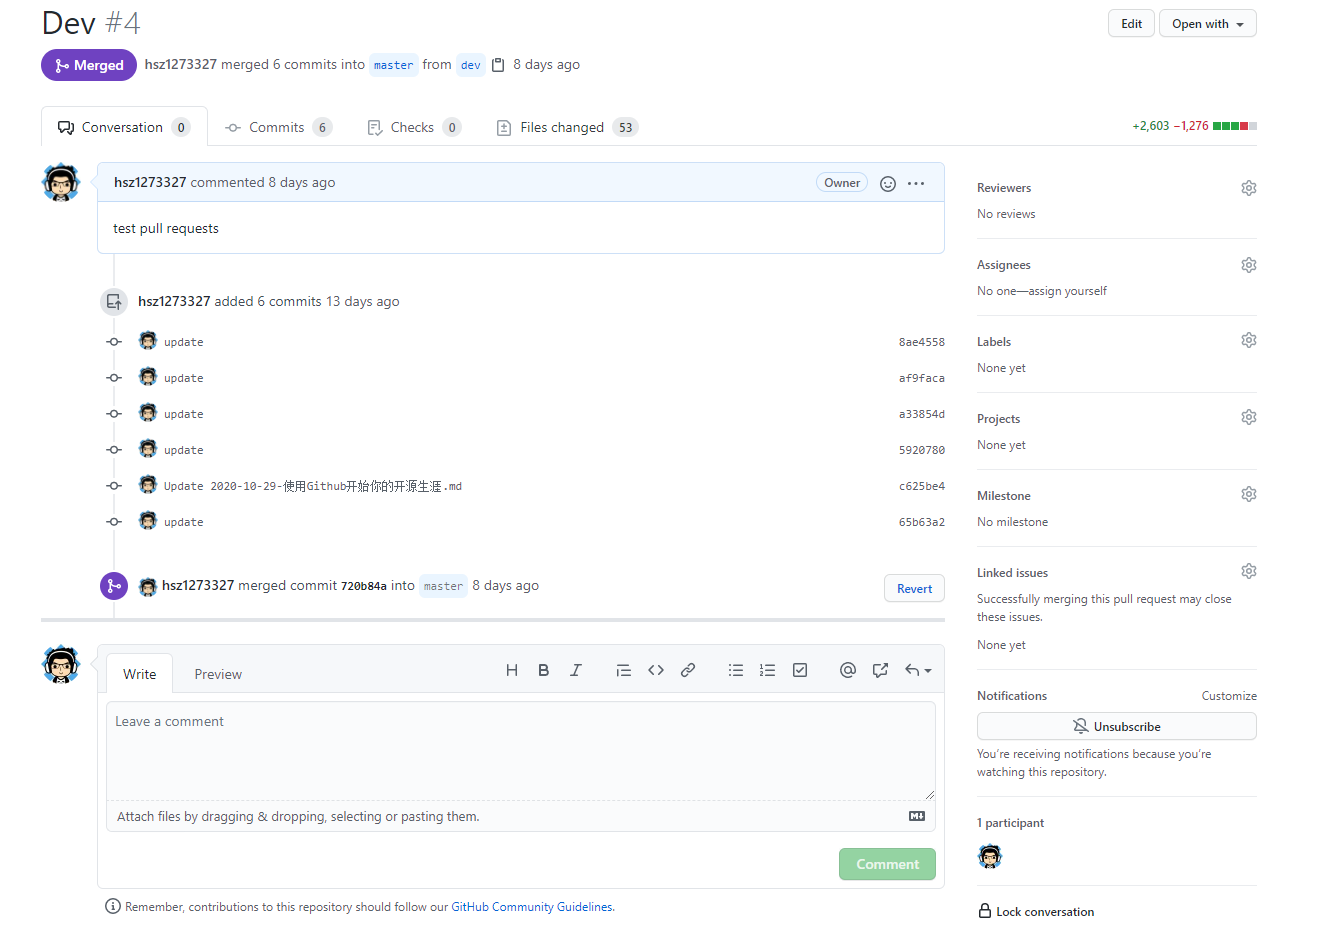 Dev #4
Edit
Open with
Merged
hsz1273327 merged 6 commits into master from dev 8 days ago
Conversation 0
Commits 6
Checks 0
Files changed 53
+2,603 −1,276
hsz1273327 commented 8 days ago
Owner
test pull requests
hsz1273327 added 6 commits 13 days ago
update 8ae4558
update af9faca
update a33854d
update 5920780
Update 2020-10-29-使用Github开始你的开源生涯.md c625be4
update 65b63a2
hsz1273327 merged commit 720b84a into master 8 days ago
Revert
Write
Preview
Leave a comment
Attach files by dragging & dropping, selecting or pasting them.
Comment
Remember, contributions to this repository should follow our GitHub Community Guidelines.
Reviewers
No reviews
Assignees
No one—assign yourself
Labels
None yet
Projects
None yet
Milestone
No milestone
Linked issues
Successfully merging this pull request may close
these issues.
None yet
Notifications
Customize
Unsubscribe
You're receiving notifications because you're
watching this repository.
1 participant
Lock conversation